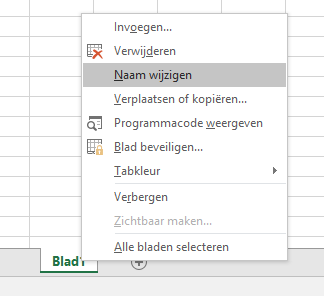 Invoegen...
Verwijderen
Naam wijzigen
Verplaatsen of kopiëren...
Programmacode weergeven
Blad beveiligen...
Tabkleur
Verbergen
Zichtbaar maken...
Alle bladen selecteren
Blad1